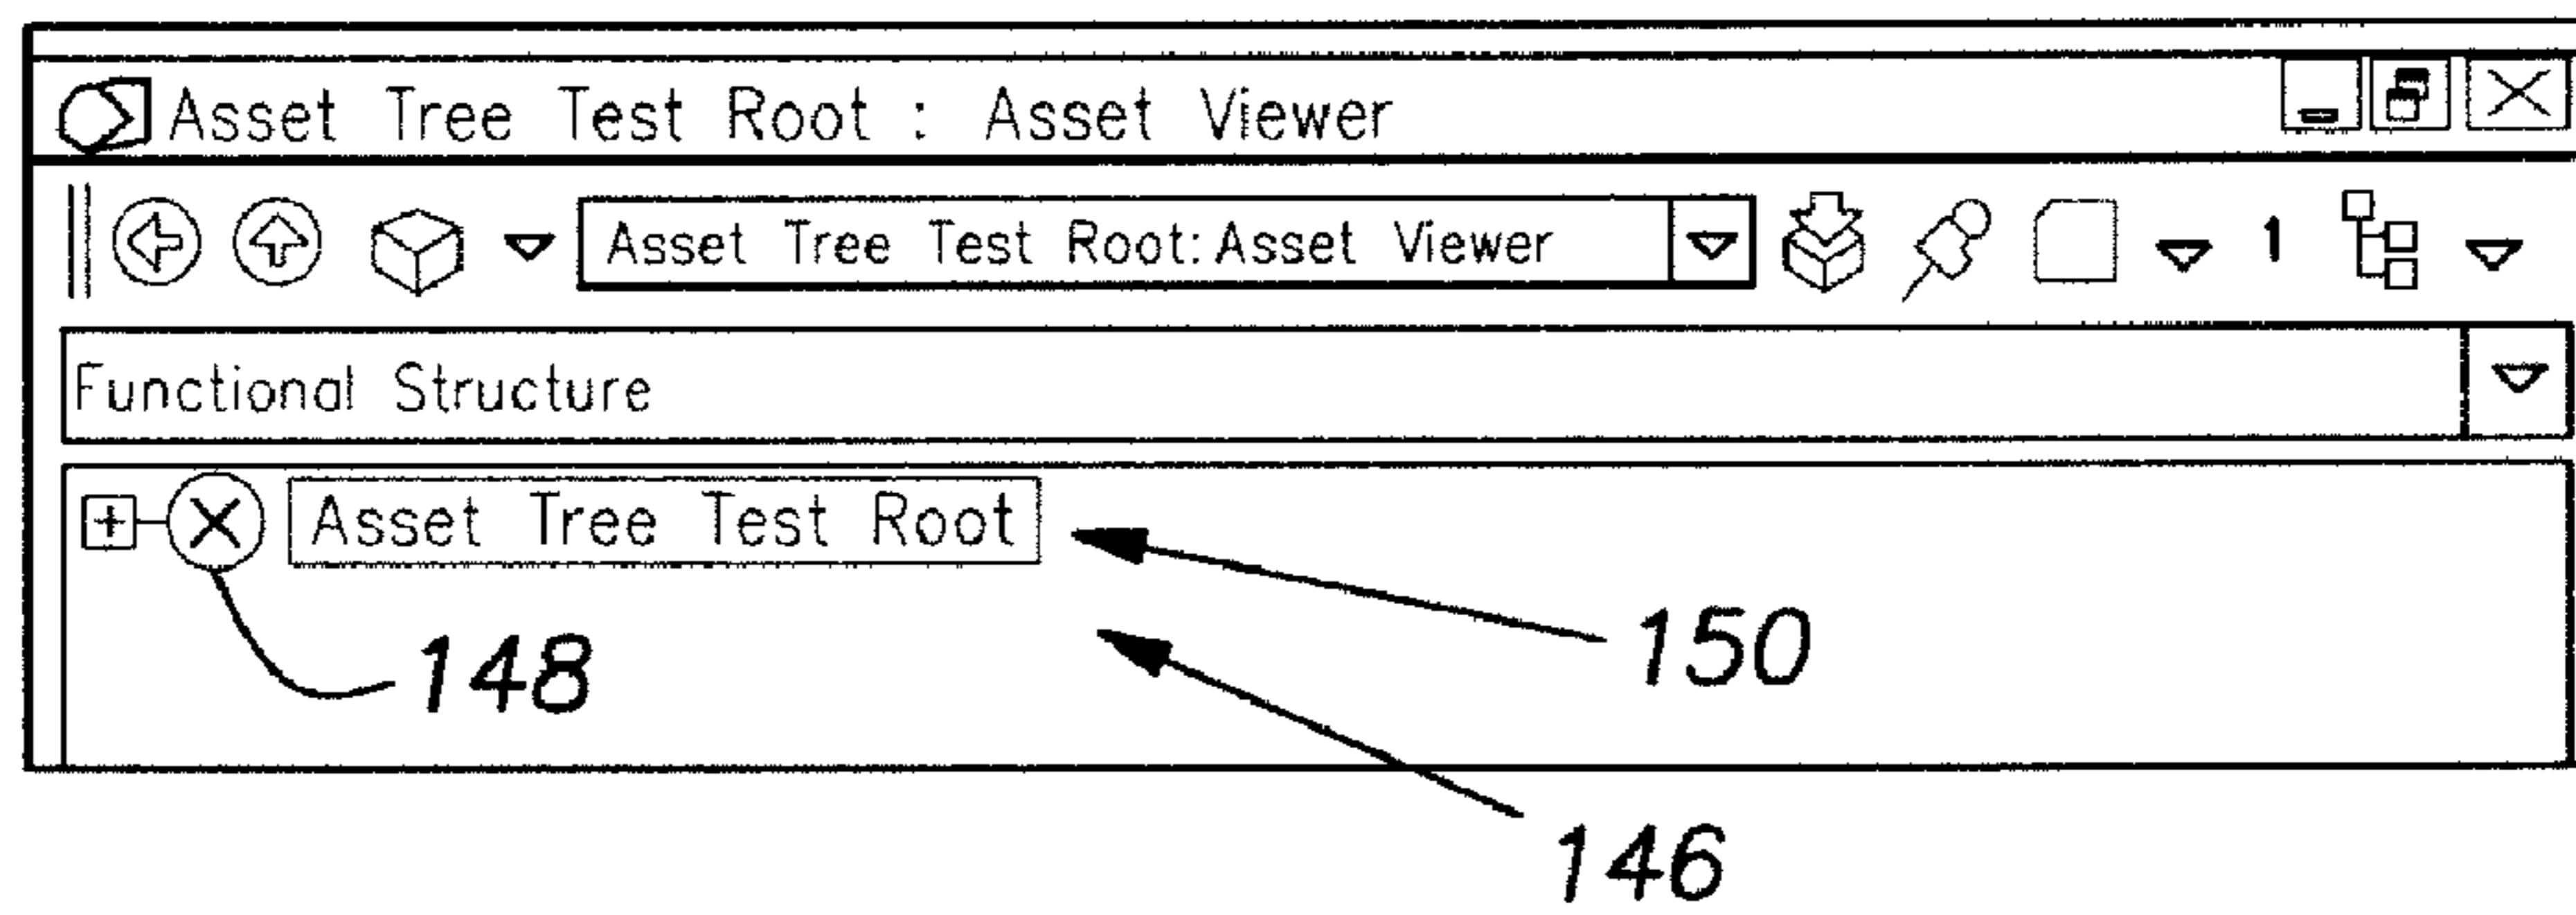 Asset Tree Test Root : Asset Viewer
Asset Tree Test Root:Asset Viewer 1
Functional Structure
Asset Tree Test Root
150
148
146